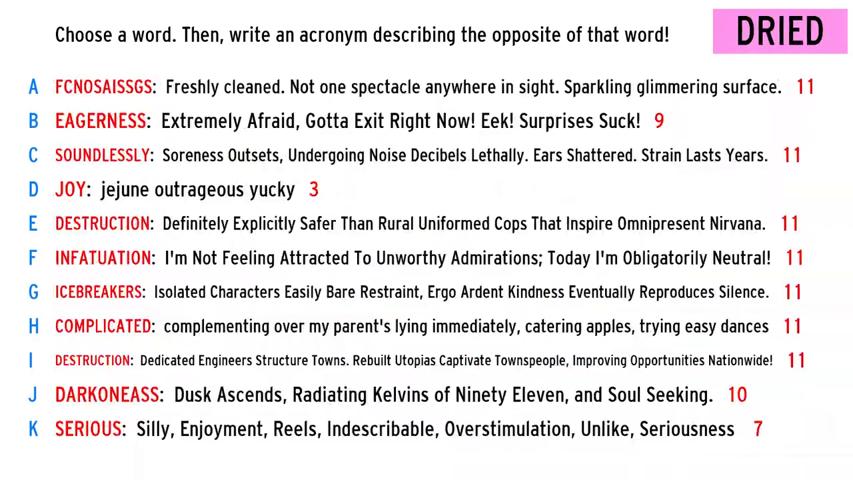 Choose a word. Then, write an acronym describing the opposite of that word!
DRIED
A FCNOSAISSGS: Freshly cleaned. Not one spectacle anywhere in sight. Sparkling glimmering surface. 11
B EAGERNESS: Extremely Afraid, Gotta Exit Right Now! Eek! Surprises Suck! 9
C SOUNDLESSLY: Soreness Outsets, Undergoing Noise Decibels Lethally. Ears Shattered. Strain Lasts Years. 11
D JOY: jejune outrageous yucky 3
E DESTRUCTION: Definitely Explicitly Safer Than Rural Uniformed Cops That Inspire Omnipresent Nirvana. 11
F INFATUATION: I'm Not Feeling Attracted To Unworthy Admirations; Today I'm Obligatorily Neutral! 11
G ICEBREAKERS: Isolated Characters Easily Bare Restraint, Ergo Ardent Kindness Eventually Reproduces Silence. 11
H COMPLICATED: complementing over my parent's lying immediately, catering apples, trying easy dances 11
I DESTRUCTION: Dedicated Engineers Structure Towns. Rebuilt Utopias Captivate Townspeople, Improving Opportunities Nationwide! 11
J DARKONEASS: Dusk Ascends, Radiating Kelvins of Ninety Eleven, and Soul Seeking. 10
K SERIOUS: Silly, Enjoyment, Reels, Indescribable, Overstimulation, Unlike, Seriousness 7